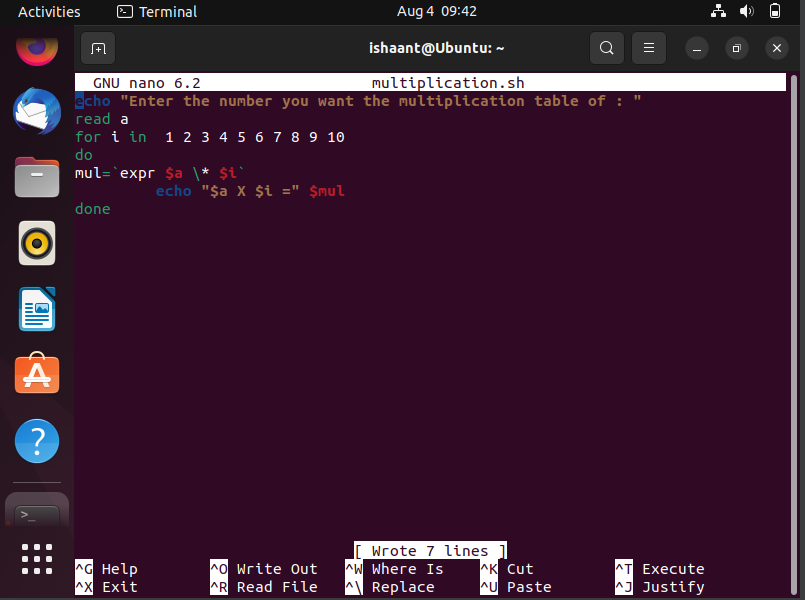 Activities Terminal Aug 4 09:42
ishaant@Ubuntu: ~
GNU nano 6.2 multiplication.sh
echo "Enter the number you want the multiplication table of : "
read a
for i in  1 2 3 4 5 6 7 8 9 10
do
mul=`expr $a \* $i`
         echo "$a X $i =" $mul
done
[ Wrote 7 lines ]
^G Help ^O Write Out ^W Where Is ^K Cut ^T Execute
^X Exit ^R Read File ^\ Replace ^U Paste ^J Justify